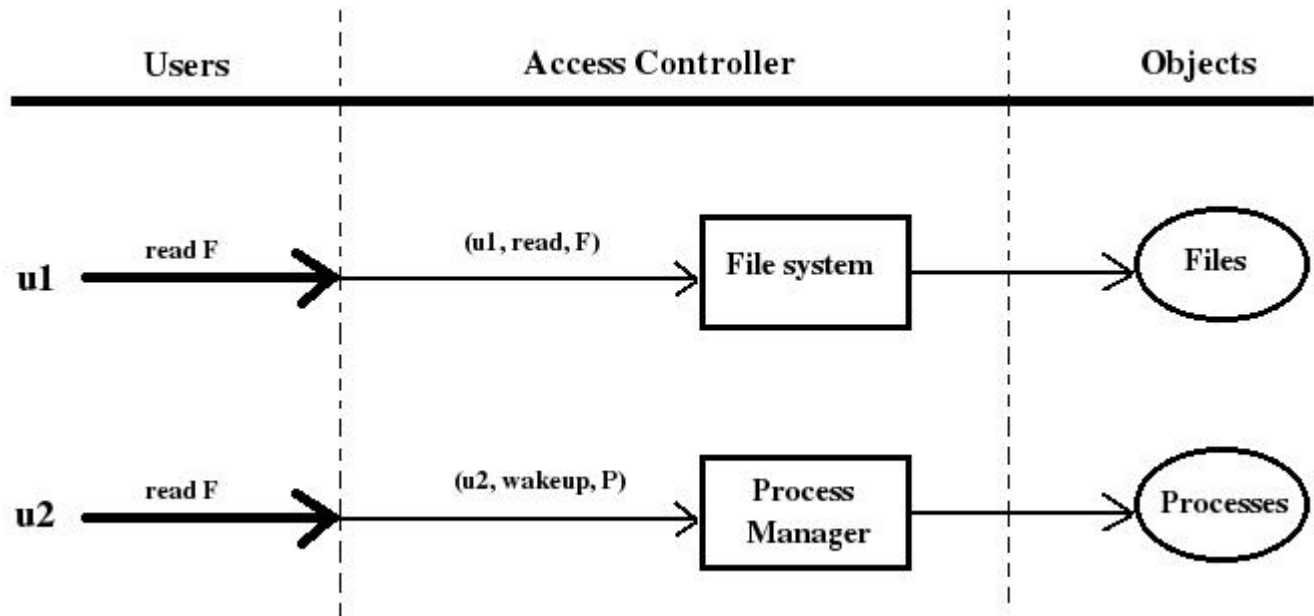 Users
Access Controller
Objects
u1
read F
(u1, read, F)
File system
Files
u2
read F
(u2, wakeup, P)
Process
Manager
Processes